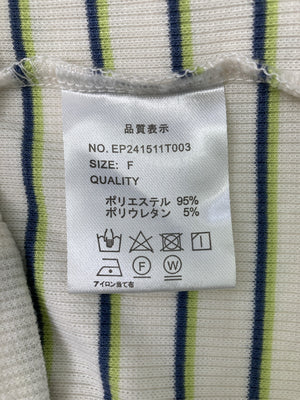 品質表示
NO. EP241511T003
SIZE: F
QUALITY
ポリエステル 95%
ポリウレタン 5%
F W
アイロン当て布